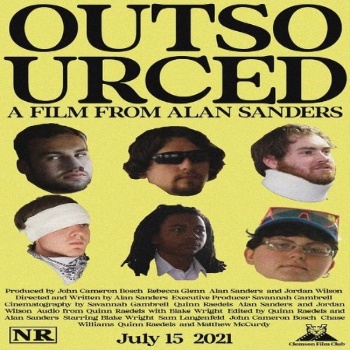 OUTSO
URCED
A FILM FROM ALAN SANDERS
Produced by John Cameron Bosch Rebecca Glenn Alan Sanders and Jordan Wilson
Directed and Written by Alan Sanders Executive Producer Savannah Gambrell
Cinematography by Savannah Gambrell Quinn Raedels Alan Sanders and Jordan
Wilson Audio from Quinn Raedels with Blake Wright Edited by Quinn Raedels and
Alan Sanders Starring Blake Wright Sam Langenfeld John Cameron Bosch Chase
Williams Quinn Raedels and Matthew McCurdy
NR
July 15 2021
Clemson Film Club